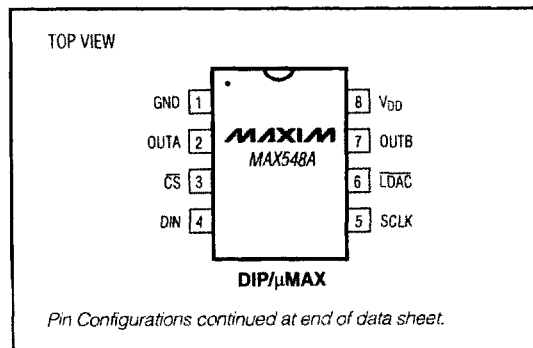 TOP VIEW
GND 1 8 VDD
OUTA 2 MAXIM 7 OUTB
MAX548A
CS 3 6 LDAC
DIN 4 5 SCLK
DIP/μMAX
Pin Configurations continued at end of data sheet.